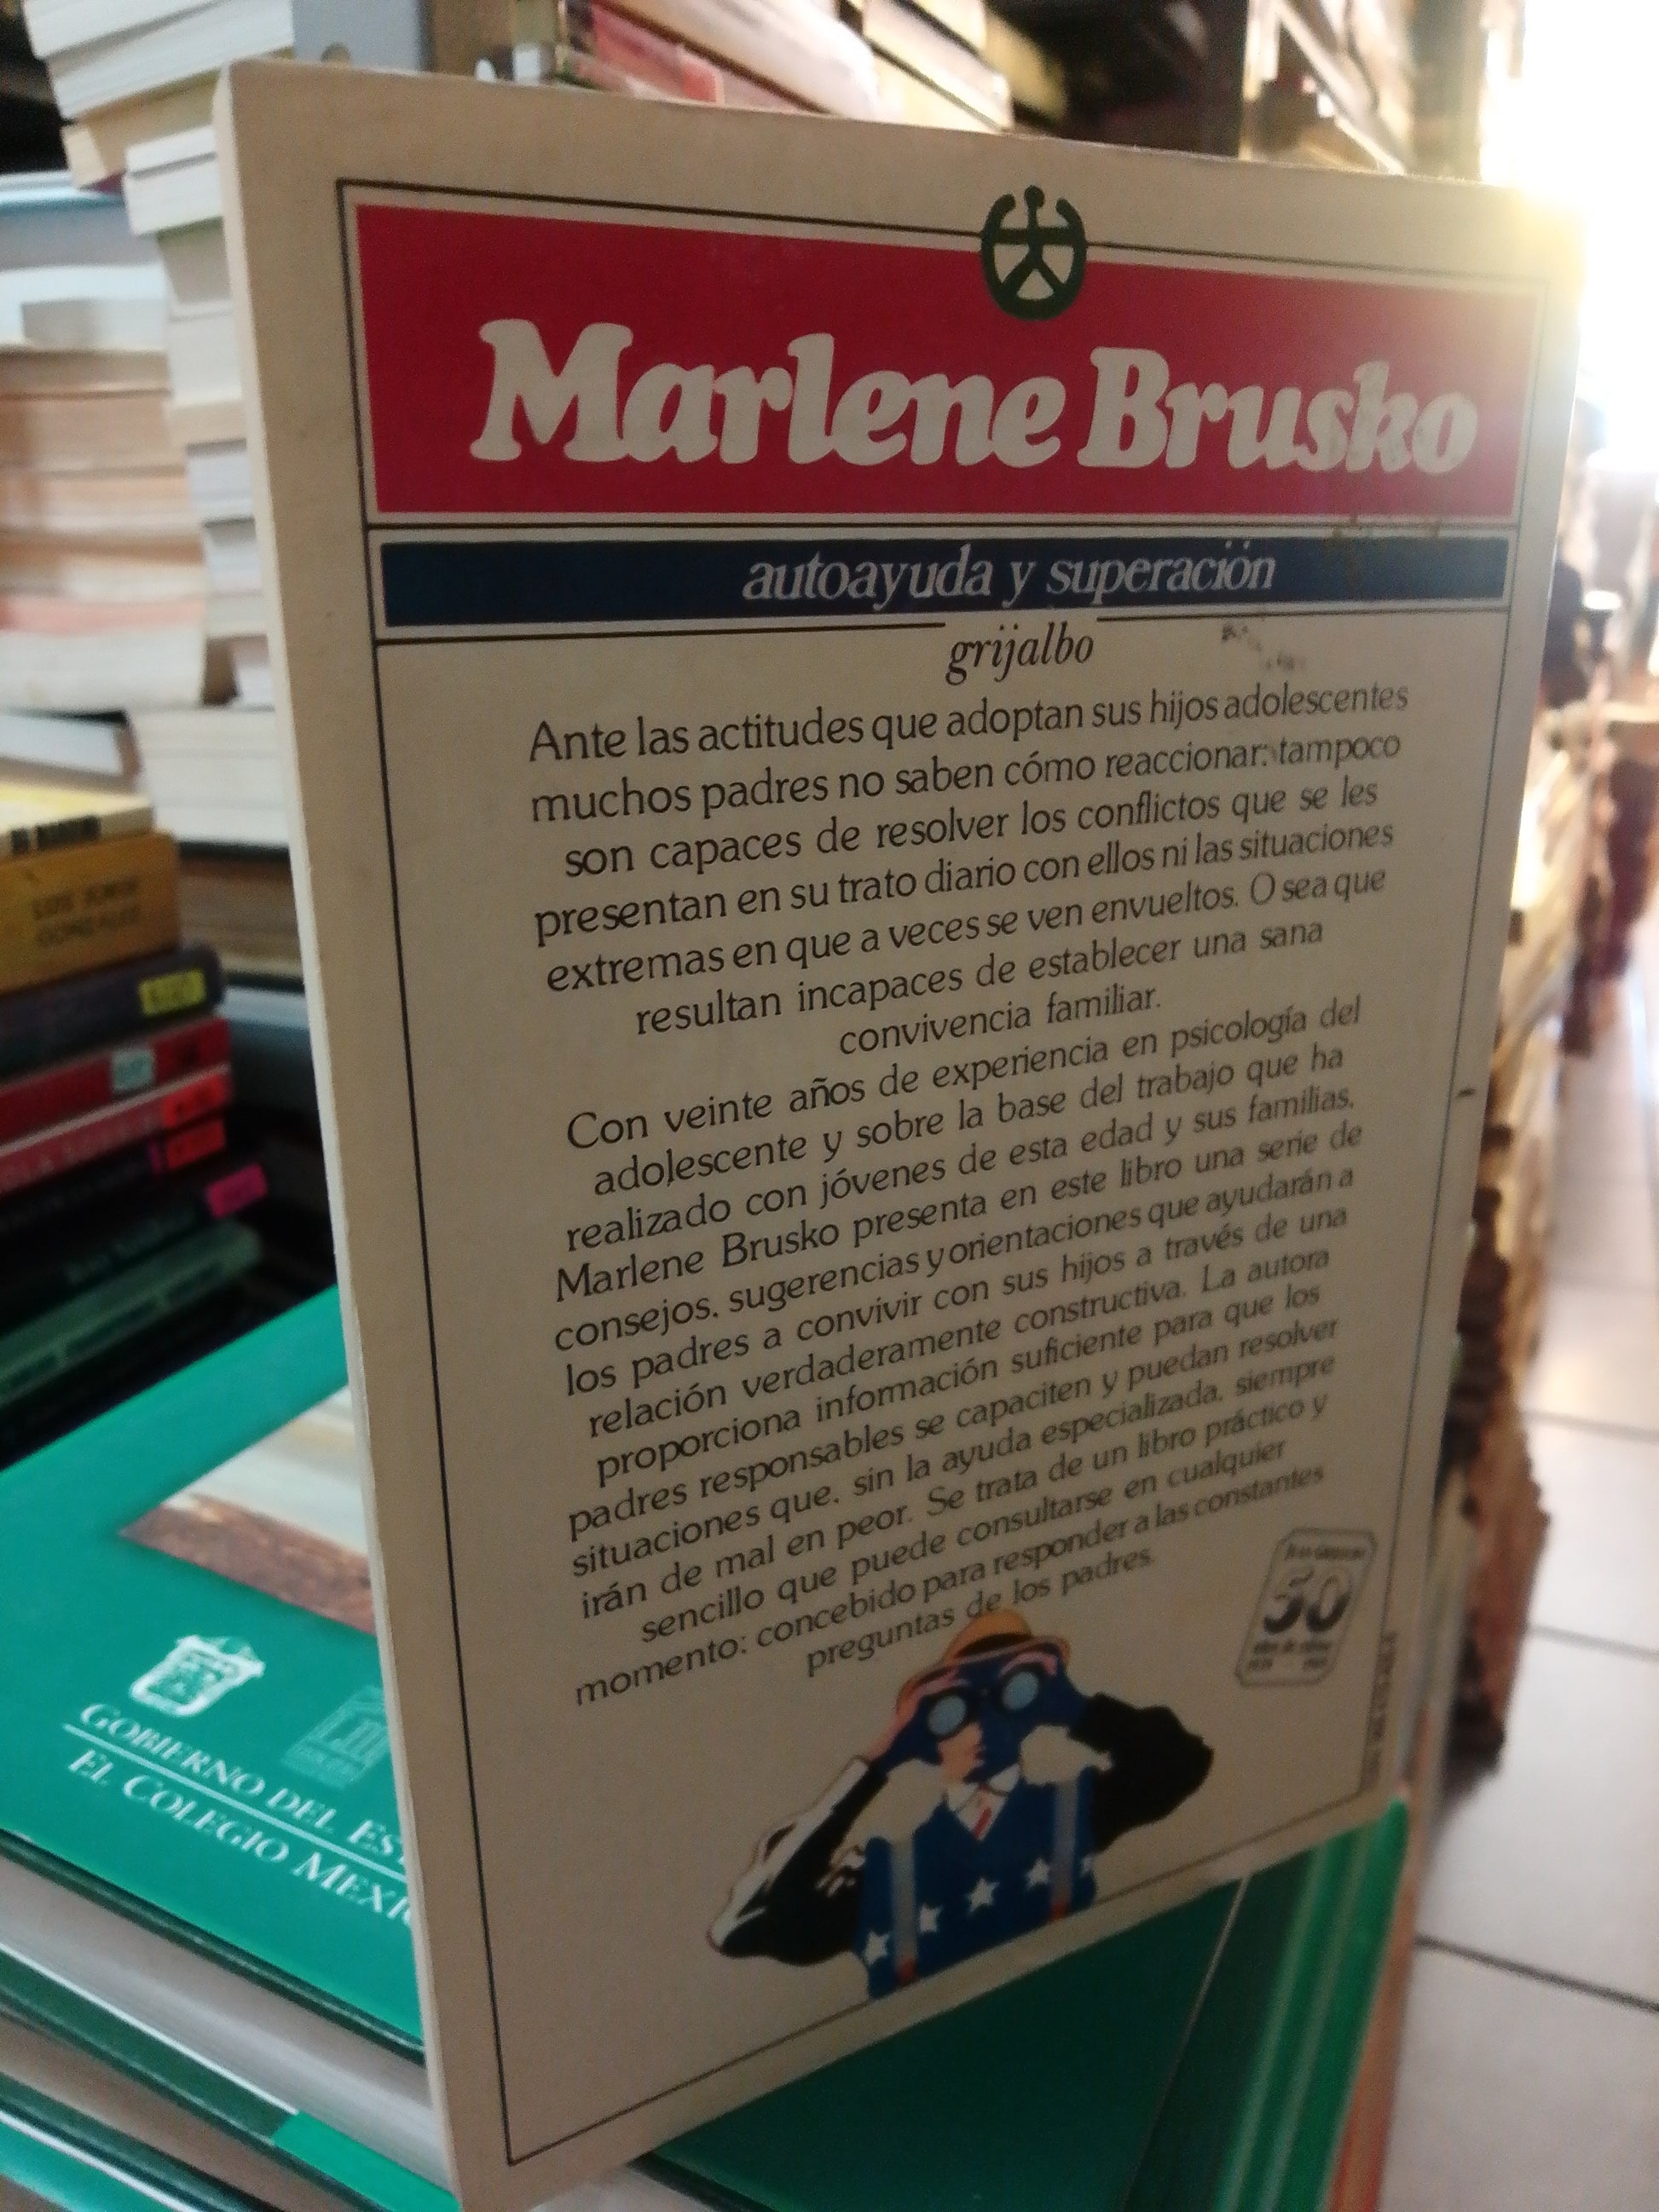 Marlene Brusko
autoayuda y superación
grijalbo
Ante las actitudes que adoptan sus hijos adolescentes
muchos padres no saben cómo reaccionar: tampoco
son capaces de resolver los conflictos que se les
presentan en su trato diario con ellos ni las situaciones
extremas en que a veces se ven envueltos. O sea que
resultan incapaces de establecer una sana
convivencia familiar.
Con veinte años de experiencia en psicología del
adolescente y sobre la base del trabajo que ha
realizado con jóvenes de esta edad y sus familias,
Marlene Brusko presenta en este libro una serie de
consejos, sugerencias y orientaciones que ayudarán a
los padres a convivir con sus hijos a través de una
relación verdaderamente constructiva. La autora
proporciona información suficiente para que los
padres responsables se capaciten y puedan resolver
situaciones que, sin la ayuda especializada, siempre
irán de mal en peor. Se trata de un libro práctico y
sencillo que puede consultarse en cualquier
momento: concebido para responder a las constantes
preguntas de los padres.
50
GOBIERNO DEL
EL COLEGIO